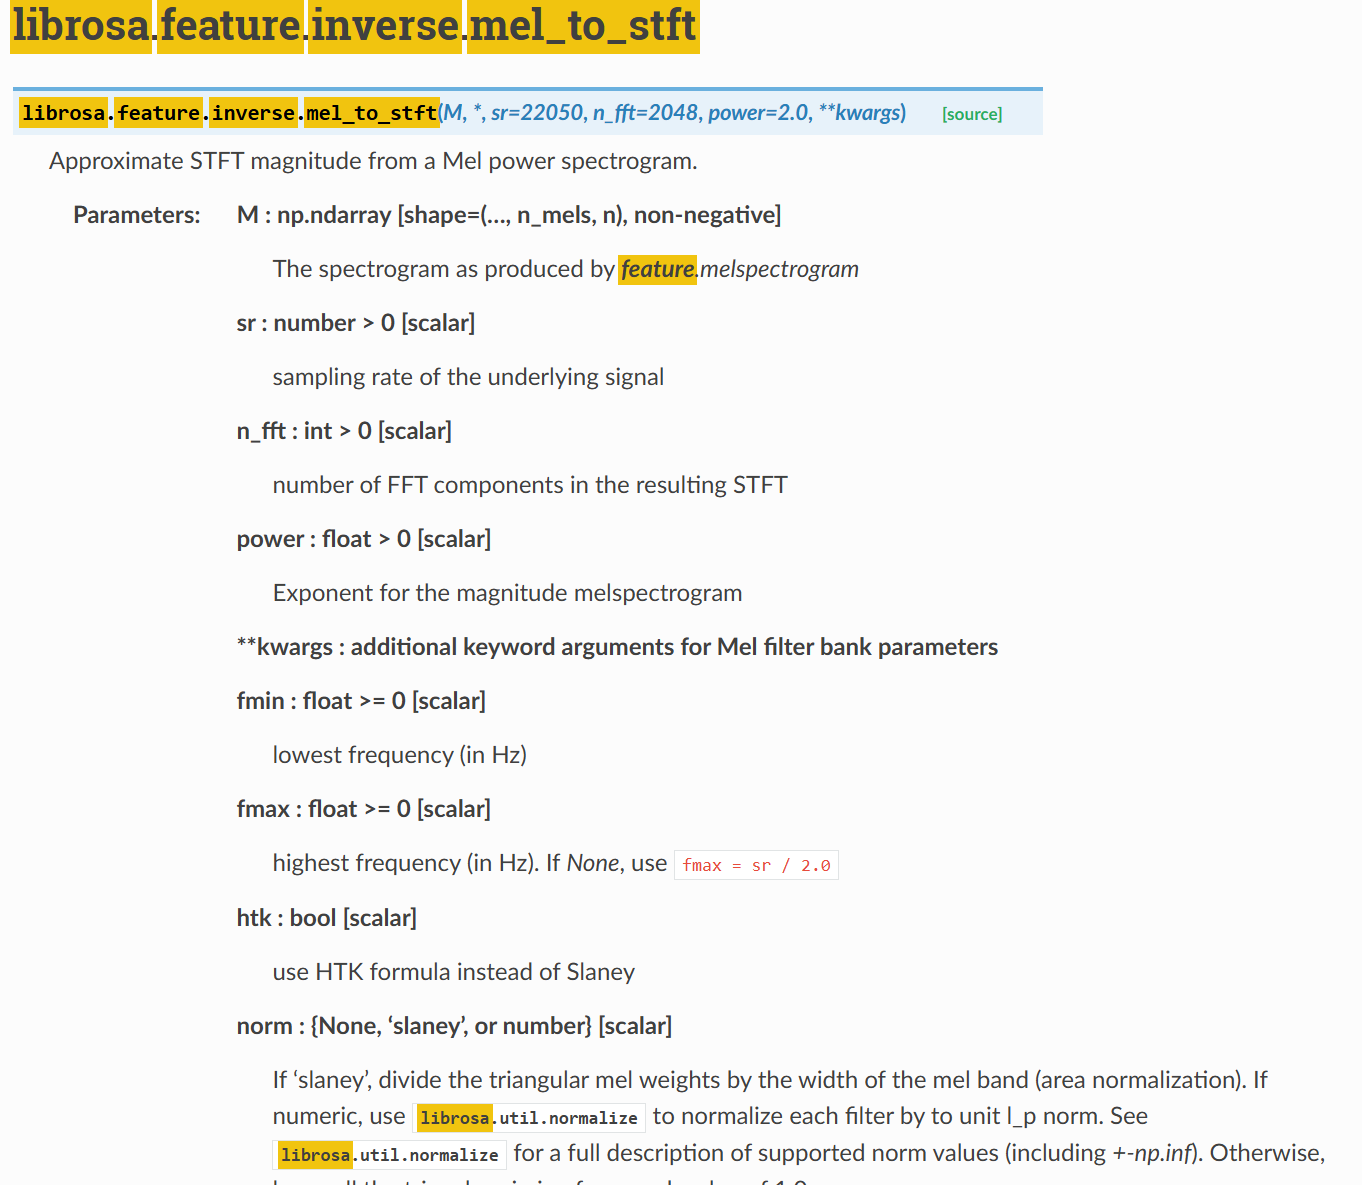 librosa.feature.inverse.mel_to_stft
librosa.feature.inverse.mel_to_stft(M, *, sr=22050, n_fft=2048, power=2.0, **kwargs) [source]
Approximate STFT magnitude from a Mel power spectrogram.
Parameters: M : np.ndarray [shape=(…, n_mels, n), non-negative]
The spectrogram as produced by feature.melspectrogram
sr : number > 0 [scalar]
sampling rate of the underlying signal
n_fft : int > 0 [scalar]
number of FFT components in the resulting STFT
power : float > 0 [scalar]
Exponent for the magnitude melspectrogram
**kwargs : additional keyword arguments for Mel filter bank parameters
fmin : float >= 0 [scalar]
lowest frequency (in Hz)
fmax : float >= 0 [scalar]
highest frequency (in Hz). If None, use fmax = sr / 2.0
htk : bool [scalar]
use HTK formula instead of Slaney
norm : {None, ‘slaney’, or number} [scalar]
If ‘slaney’, divide the triangular mel weights by the width of the mel band (area normalization). If
numeric, use librosa.util.normalize to normalize each filter by to unit l_p norm. See
librosa.util.normalize for a full description of supported norm values (including +-np.inf). Otherwise,